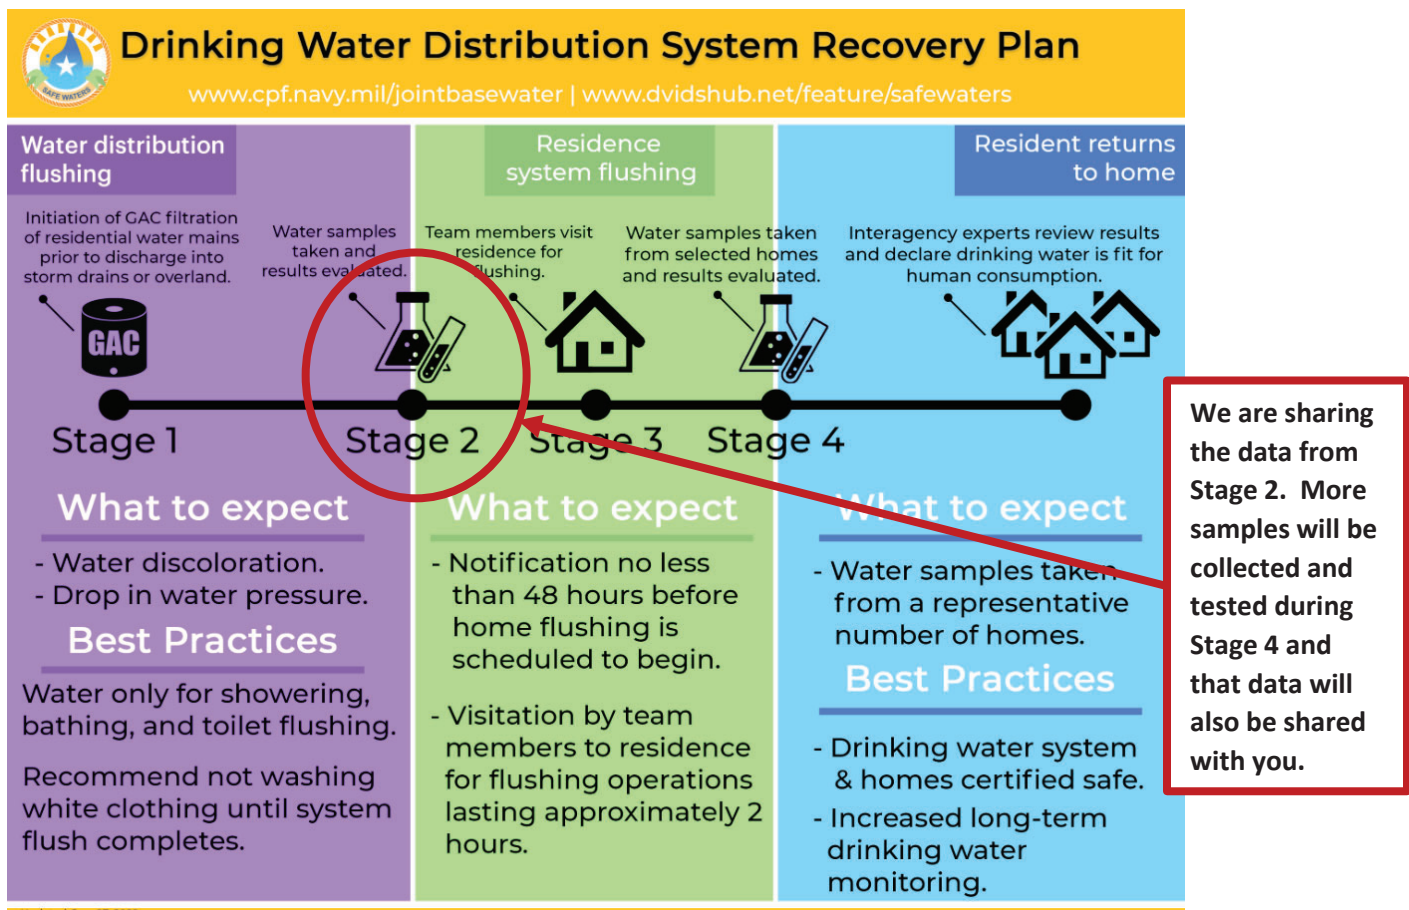 Drinking Water Distribution System Recovery Plan
www.cpf.navy.mil/jointbasewater | www.dvidshub.net/feature/safewaters
SAFE WATERS
Water distribution
flushing
Initiation of GAC filtration
of residential water mains
prior to discharge into
storm drains or overland.
GAC
Water samples
taken and
results evaluated.
Residence
system flushing
Team members visit
residence for
flushing.
Water samples taken
from selected homes
and results evaluated.
Resident returns
to home
Interagency experts review results
and declare drinking water is fit for
human consumption.
Stage 1
Stage 2
Stage 3
Stage 4
What to expect
- Water discoloration.
- Drop in water pressure.
Best Practices
Water only for showering,
bathing, and toilet flushing.
Recommend not washing
white clothing until system
flush completes.
What to expect
- Notification no less
than 48 hours before
home flushing is
scheduled to begin.
- Visitation by team
members to residence
for flushing operations
lasting approximately 2
hours.
What to expect
- Water samples taken
from a representative
number of homes.
Best Practices
- Drinking water system
& homes certified safe.
- Increased long-term
drinking water
monitoring.
We are sharing
the data from
Stage 2.  More
samples will be
collected and
tested during
Stage 4 and
that data will
also be shared
with you.